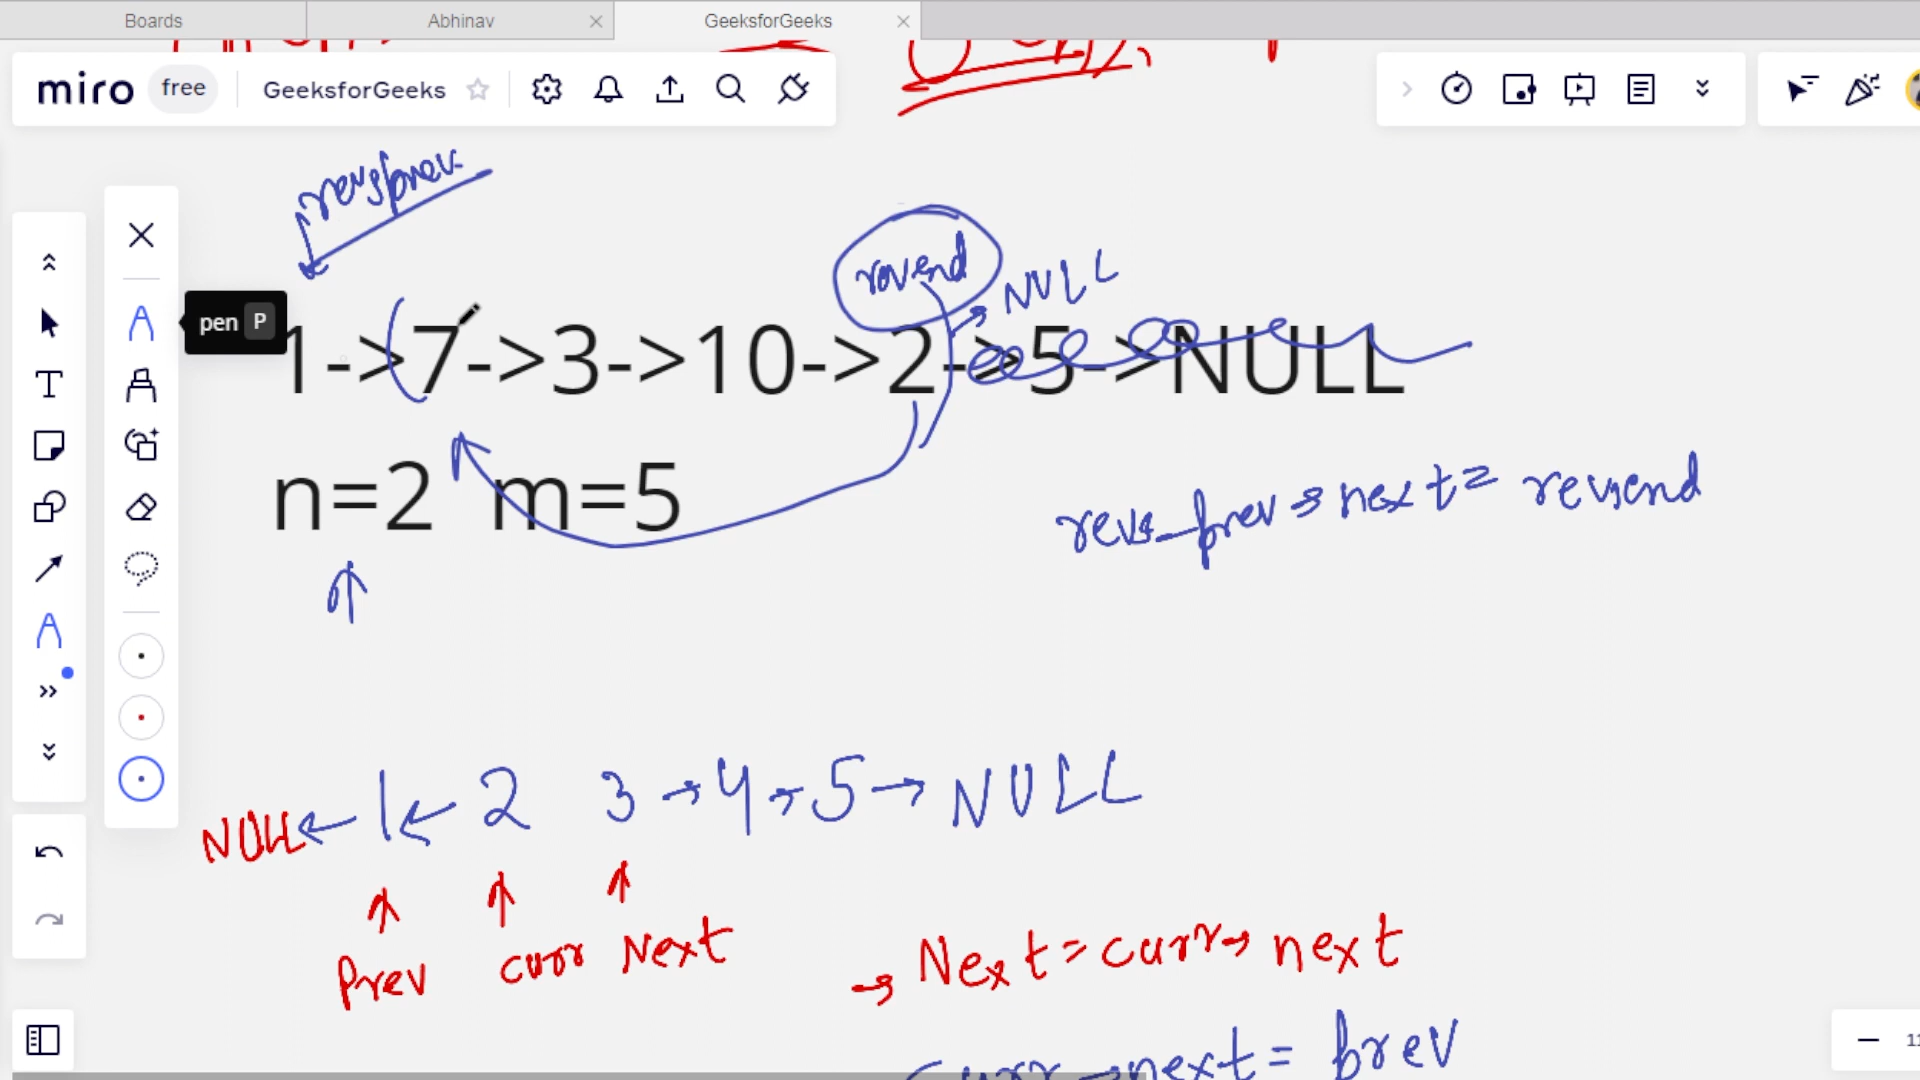 Boards Abhinav GeeksforGeeks
miro free GeeksforGeeks
revsprev
revend
NULL
pen P
1->7->3->10->2->5->NULL
n=2 m=5
revs_prev→next= revsend
NULL←1← 2 3→4→5→NULL
Prev curr Next
→ Next=curr→next
curr→next= prev